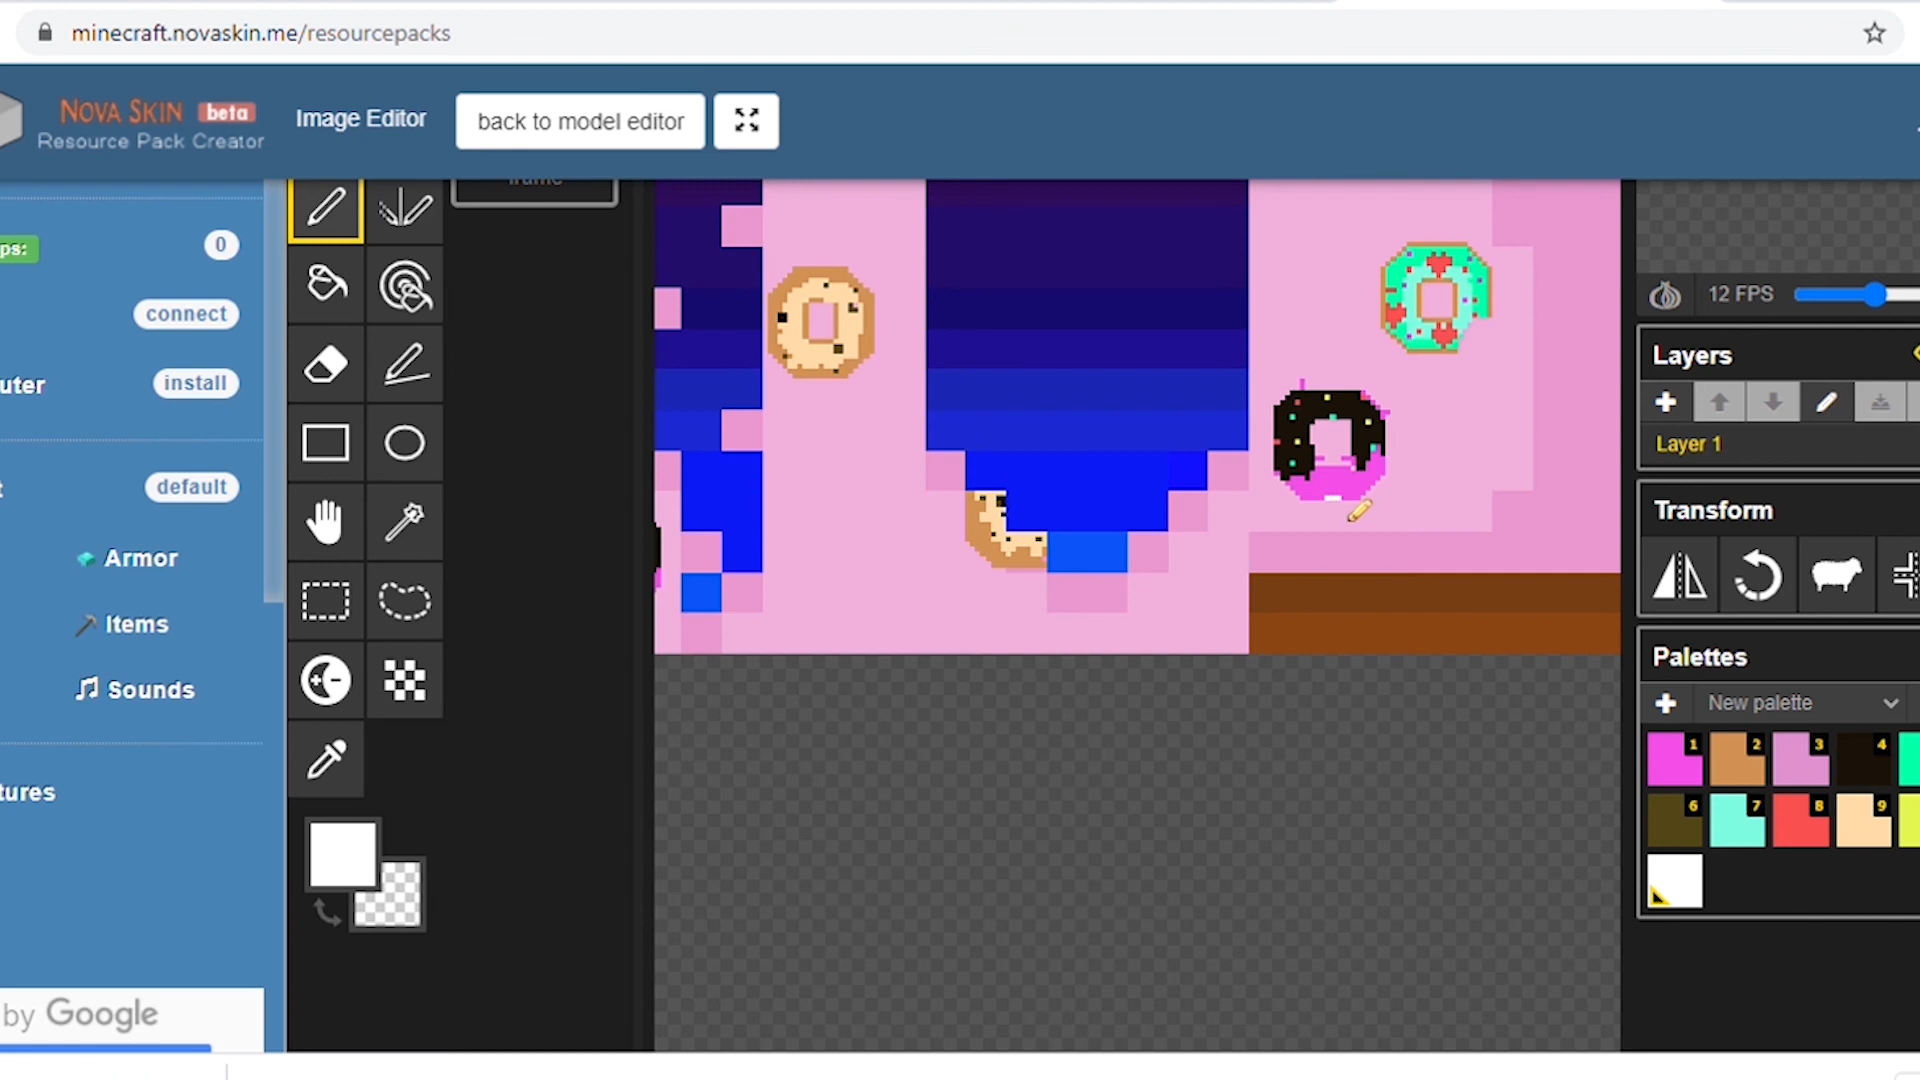 minecraft.novaskin.me/resourcepacks
NOVA SKIN beta
Resource Pack Creator
Image Editor
back to model editor
frame
ps:
0
connect
uter
install
t
default
Armor
Items
Sounds
tures
by Google
12 FPS
Layers
Layer 1
Transform
Palettes
New palette
1
2
3
4
6
7
8
9